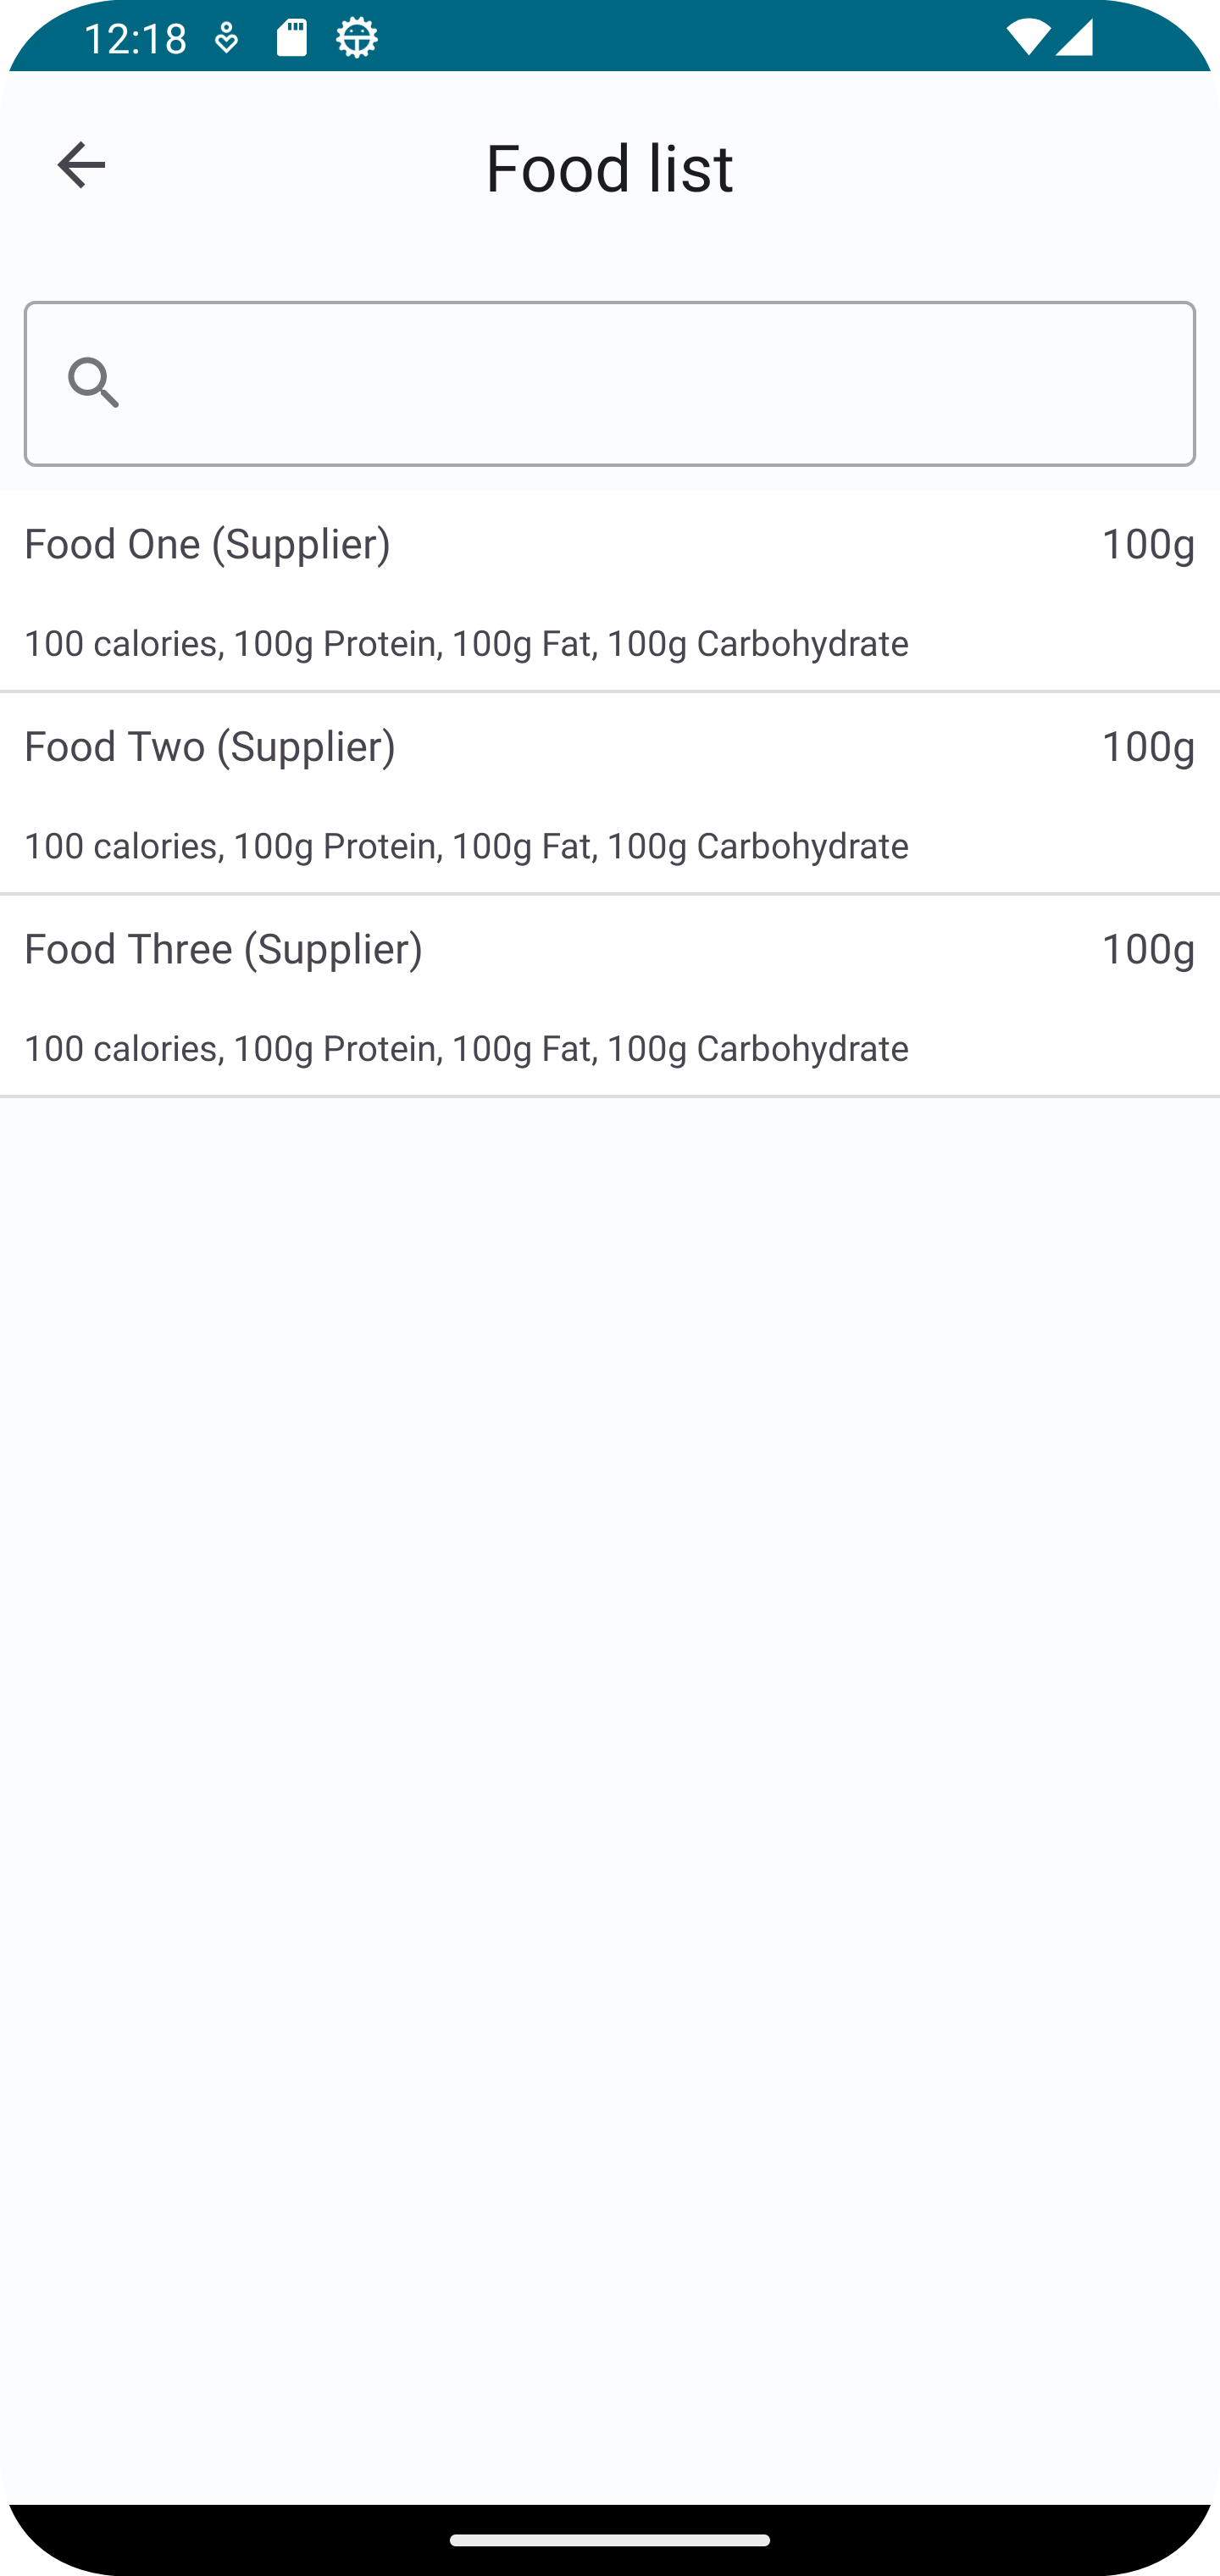 12:18
Food list
Food One (Supplier) 100g
100 calories, 100g Protein, 100g Fat, 100g Carbohydrate
Food Two (Supplier) 100g
100 calories, 100g Protein, 100g Fat, 100g Carbohydrate
Food Three (Supplier) 100g
100 calories, 100g Protein, 100g Fat, 100g Carbohydrate